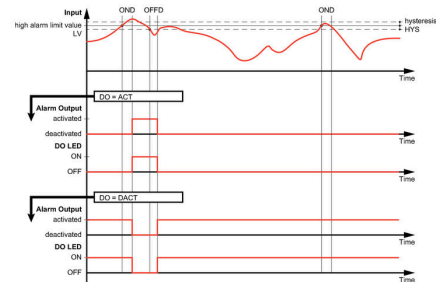 Input
OND OFFD OND
hysteresis
high alarm limit value
LV
HYS
Time
DO = ACT
Alarm Output
activated
deactivated
Time
DO LED
ON
OFF
Time
DO = DACT
Alarm Output
activated
deactivated
Time
DO LED
ON
OFF
Time